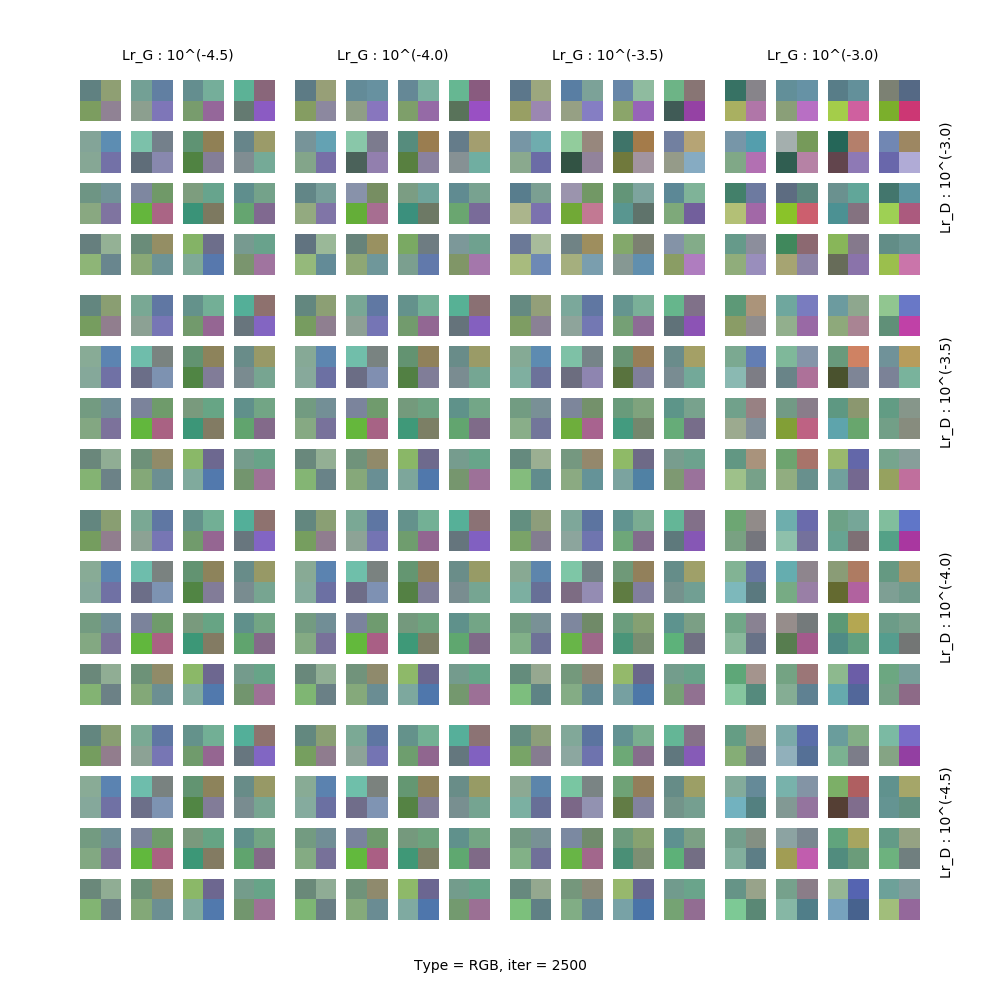 Lr_G : 10^(-4.5)
Lr_G : 10^(-4.0)
Lr_G : 10^(-3.5)
Lr_G : 10^(-3.0)
Lr_D : 10^(-3.0)
Lr_D : 10^(-3.5)
Lr_D : 10^(-4.0)
Lr_D : 10^(-4.5)
Type = RGB, iter = 2500